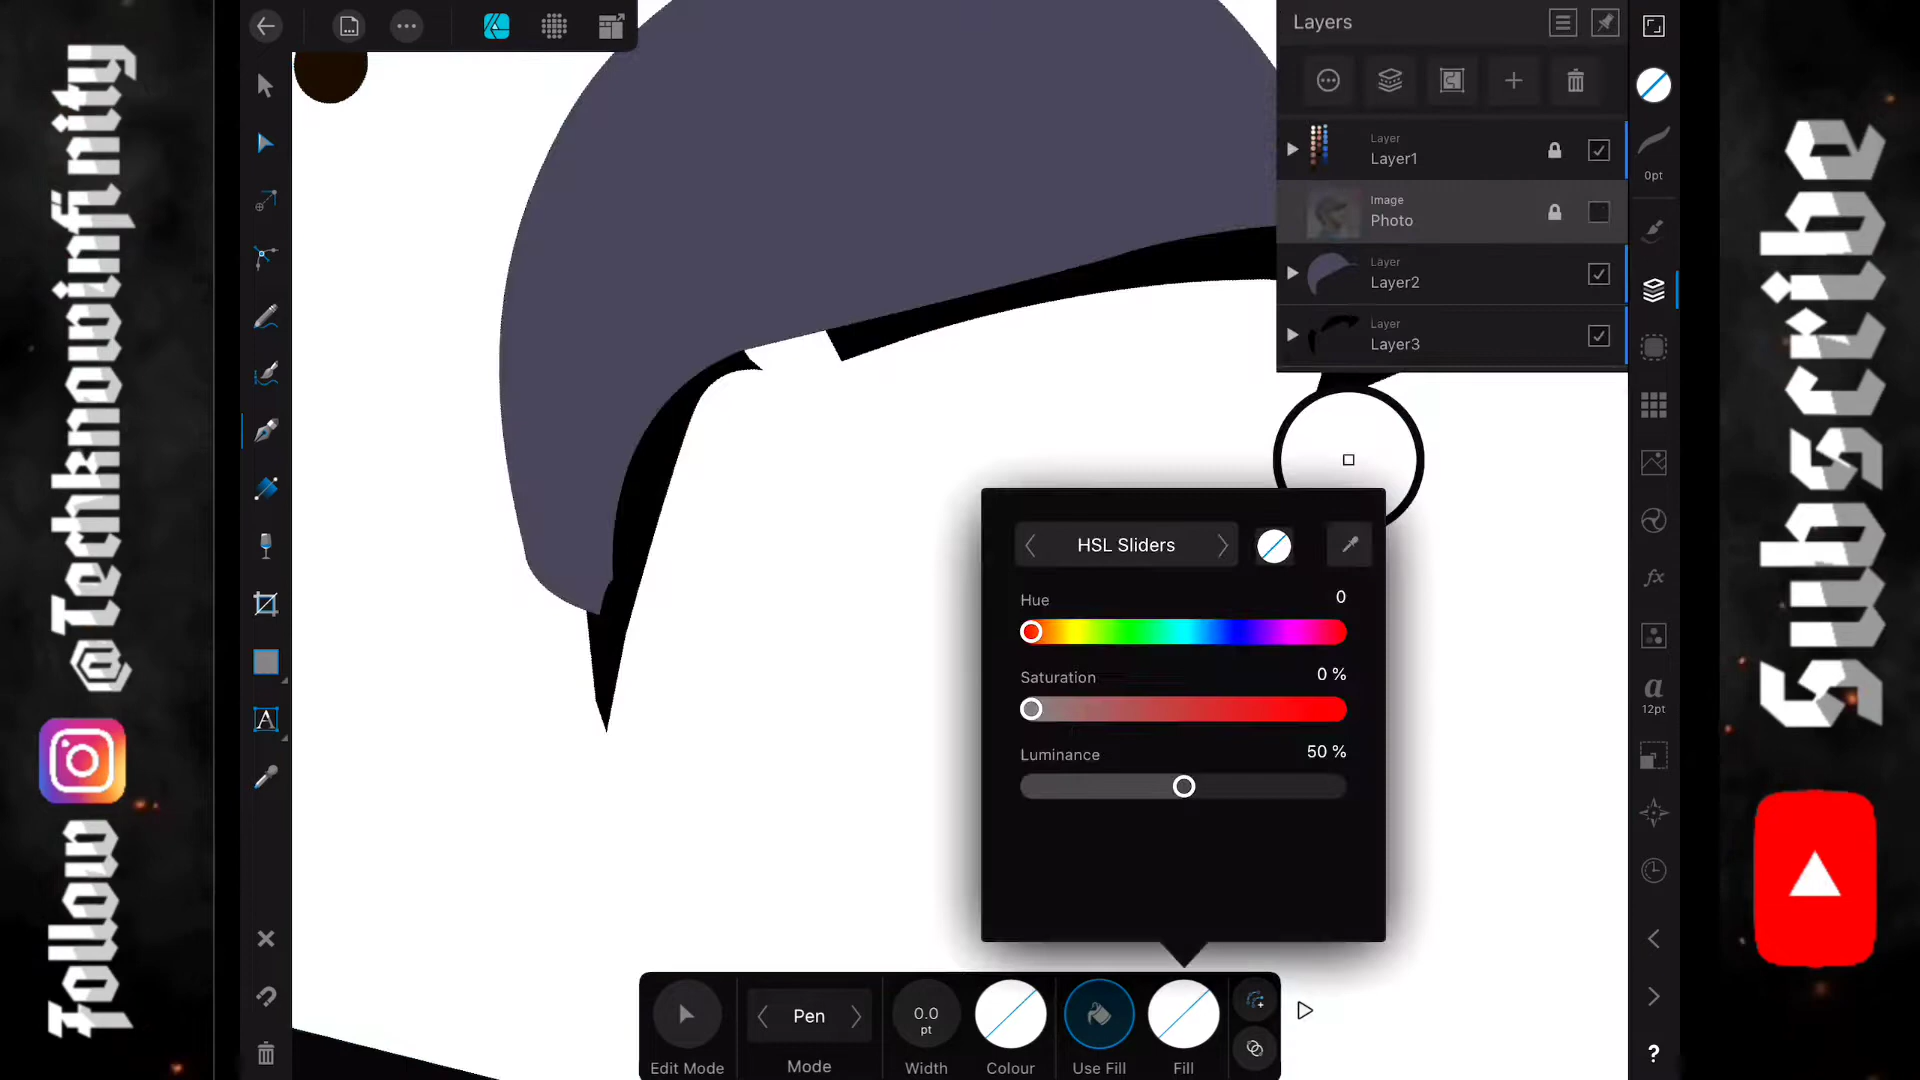 Follow @Techknowinfinity
Layers
Layer
Layer1
Image
Photo
Layer
Layer2
Layer
Layer3
0pt
a
12pt
fx
?
A
HSL Sliders
Hue
0
Saturation
0 %
Luminance
50 %
Edit Mode
Pen
Mode
0.0
pt
Width
Colour
Use Fill
Fill
Subscribe